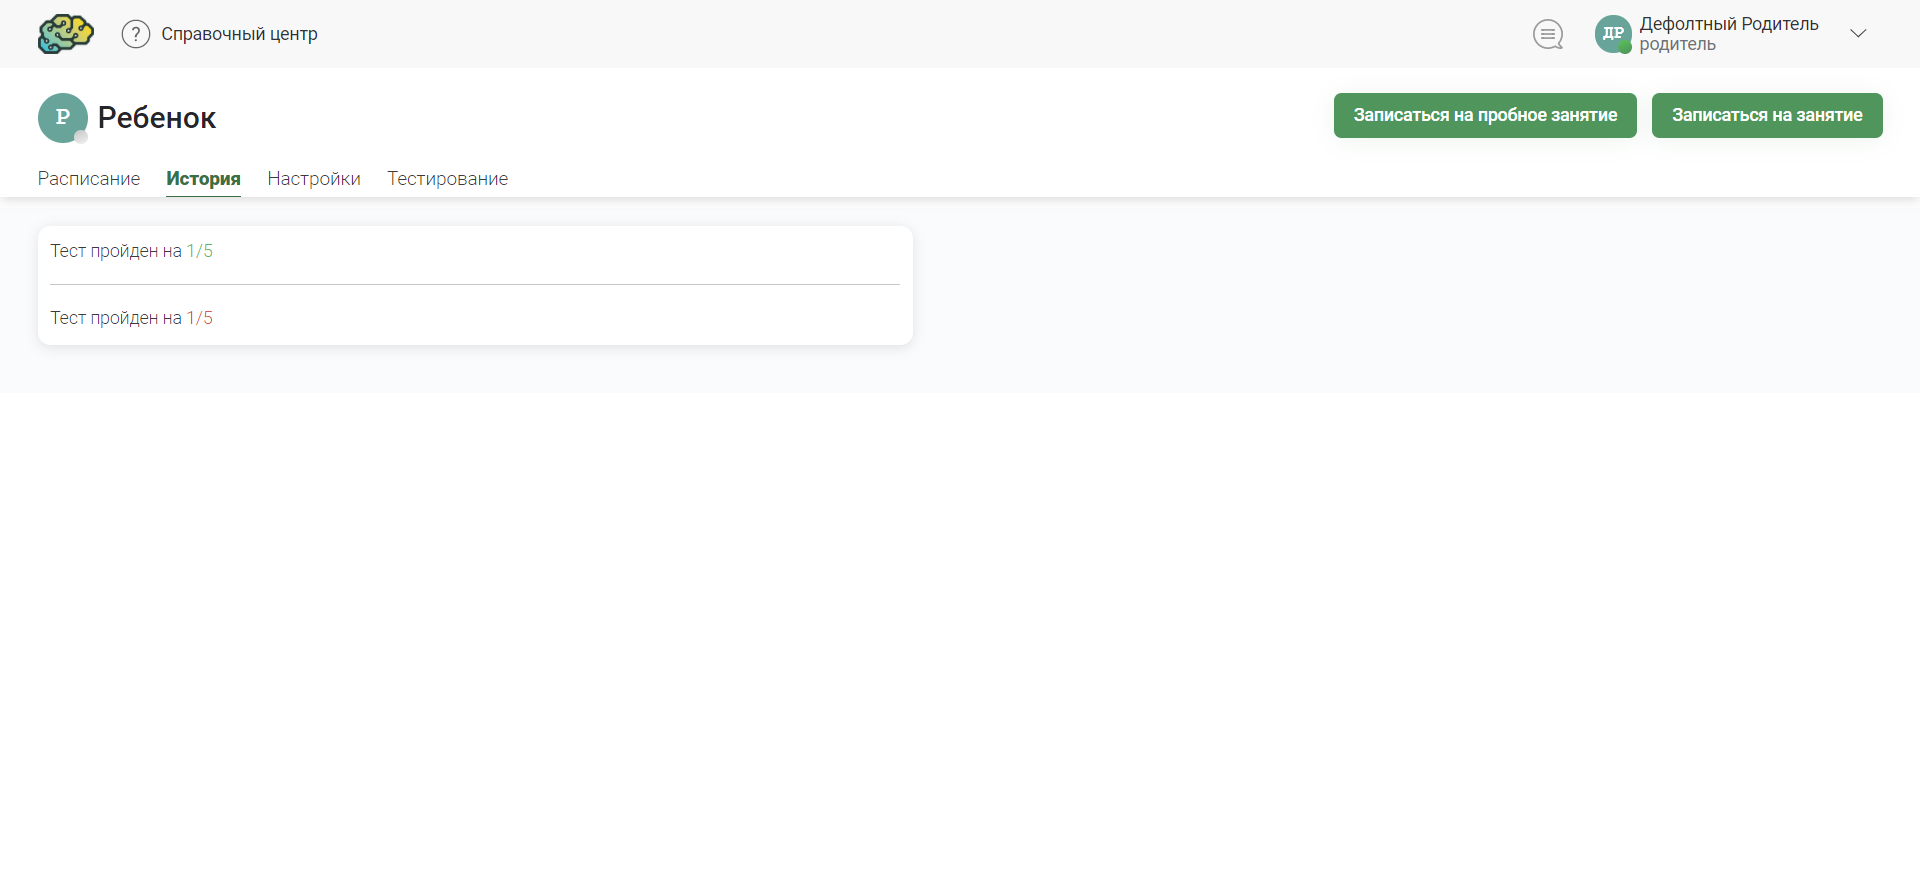 ? Справочный центр
ДР Дефолтный Родитель
родитель
Р Ребенок
Записаться на пробное занятие
Записаться на занятие
Расписание История Настройки Тестирование
Тест пройден на 1/5
Тест пройден на 1/5